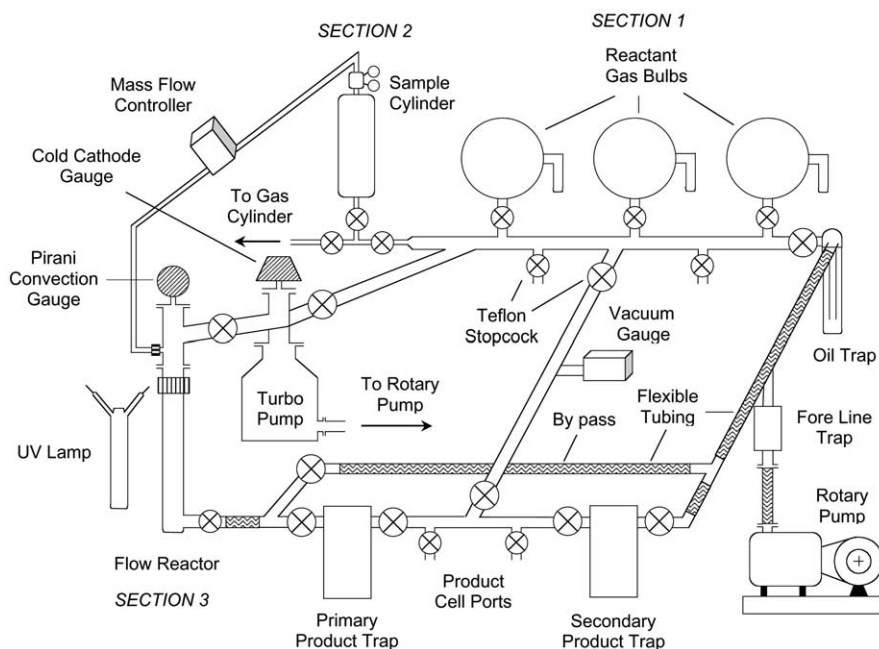 SECTION 2
SECTION 1
Reactant
Gas Bulbs
Mass Flow
Controller
Sample
Cylinder
Cold Cathode
Gauge
To Gas
Cylinder
Pirani
Convection
Gauge
Teflon
Stopcock
Vacuum
Gauge
Oil Trap
Turbo
Pump
To Rotary
Pump
Flexible
Tubing
By pass
Fore Line
Trap
UV Lamp
Rotary
Pump
Flow Reactor
SECTION 3
Product
Cell Ports
Primary
Product Trap
Secondary
Product Trap